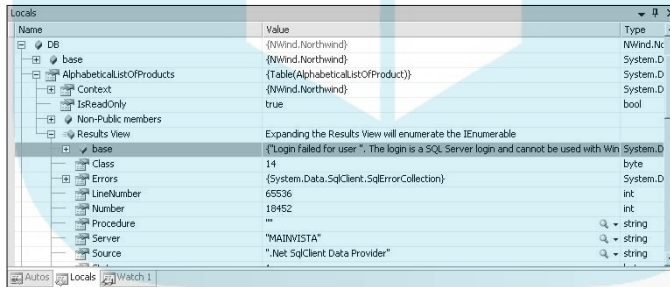 Locals
Name Value Type
DB {NWind.Northwind} NWind.Nc
base {NWind.Northwind} System.D
AlphabeticalListOfProducts {Table(AlphabeticalListOfProduct)} System.D
Context {NWind.Northwind} System.D
IsReadOnly true bool
Non-Public members
Results View Expanding the Results View will enumerate the IEnumerable
base {"Login failed for user ''. The login is a SQL Server login and cannot be used with Win System.D
Class 14 byte
Errors {System.Data.SqlClient.SqlErrorCollection} System.D
LineNumber 65536 int
Number 18452 int
Procedure "" string
Server "MAINVISTA" string
Source ".Net SqlClient Data Provider" string
Autos Locals Watch 1